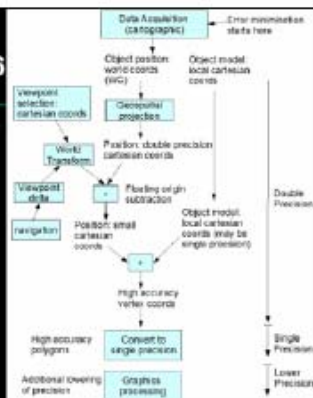 Data Acquisition
(cartographic)
Error minimination
starts here
Object position:
world coords
(WG)
Object model:
local cartesian
coords
Viewpoint
selection:
cartesian coords
Geospatial
projection
World
Transform
Position: double precision
cartesian coords
Viewpoint
delta
Floating origin
subtraction
navigation
Position: small
cartesian
coords
Object model:
local cartesian
coords (may be
single precision)
Double
Precision
High accuracy
vertex coords
High accuracy
polygons
Convert to
single precision
Single
Precision
Additional lowering
of precision
Graphics
processing
Lower
Precision